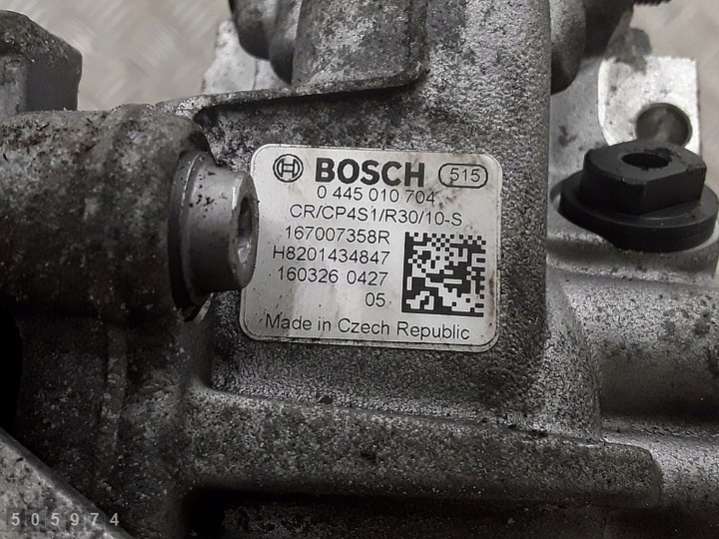 BOSCH 515
0 445 010 704
CR/CP4S1/R30/10-S
167007358R
H8201434847
160326 0427
05
Made in Czech Republic
505974